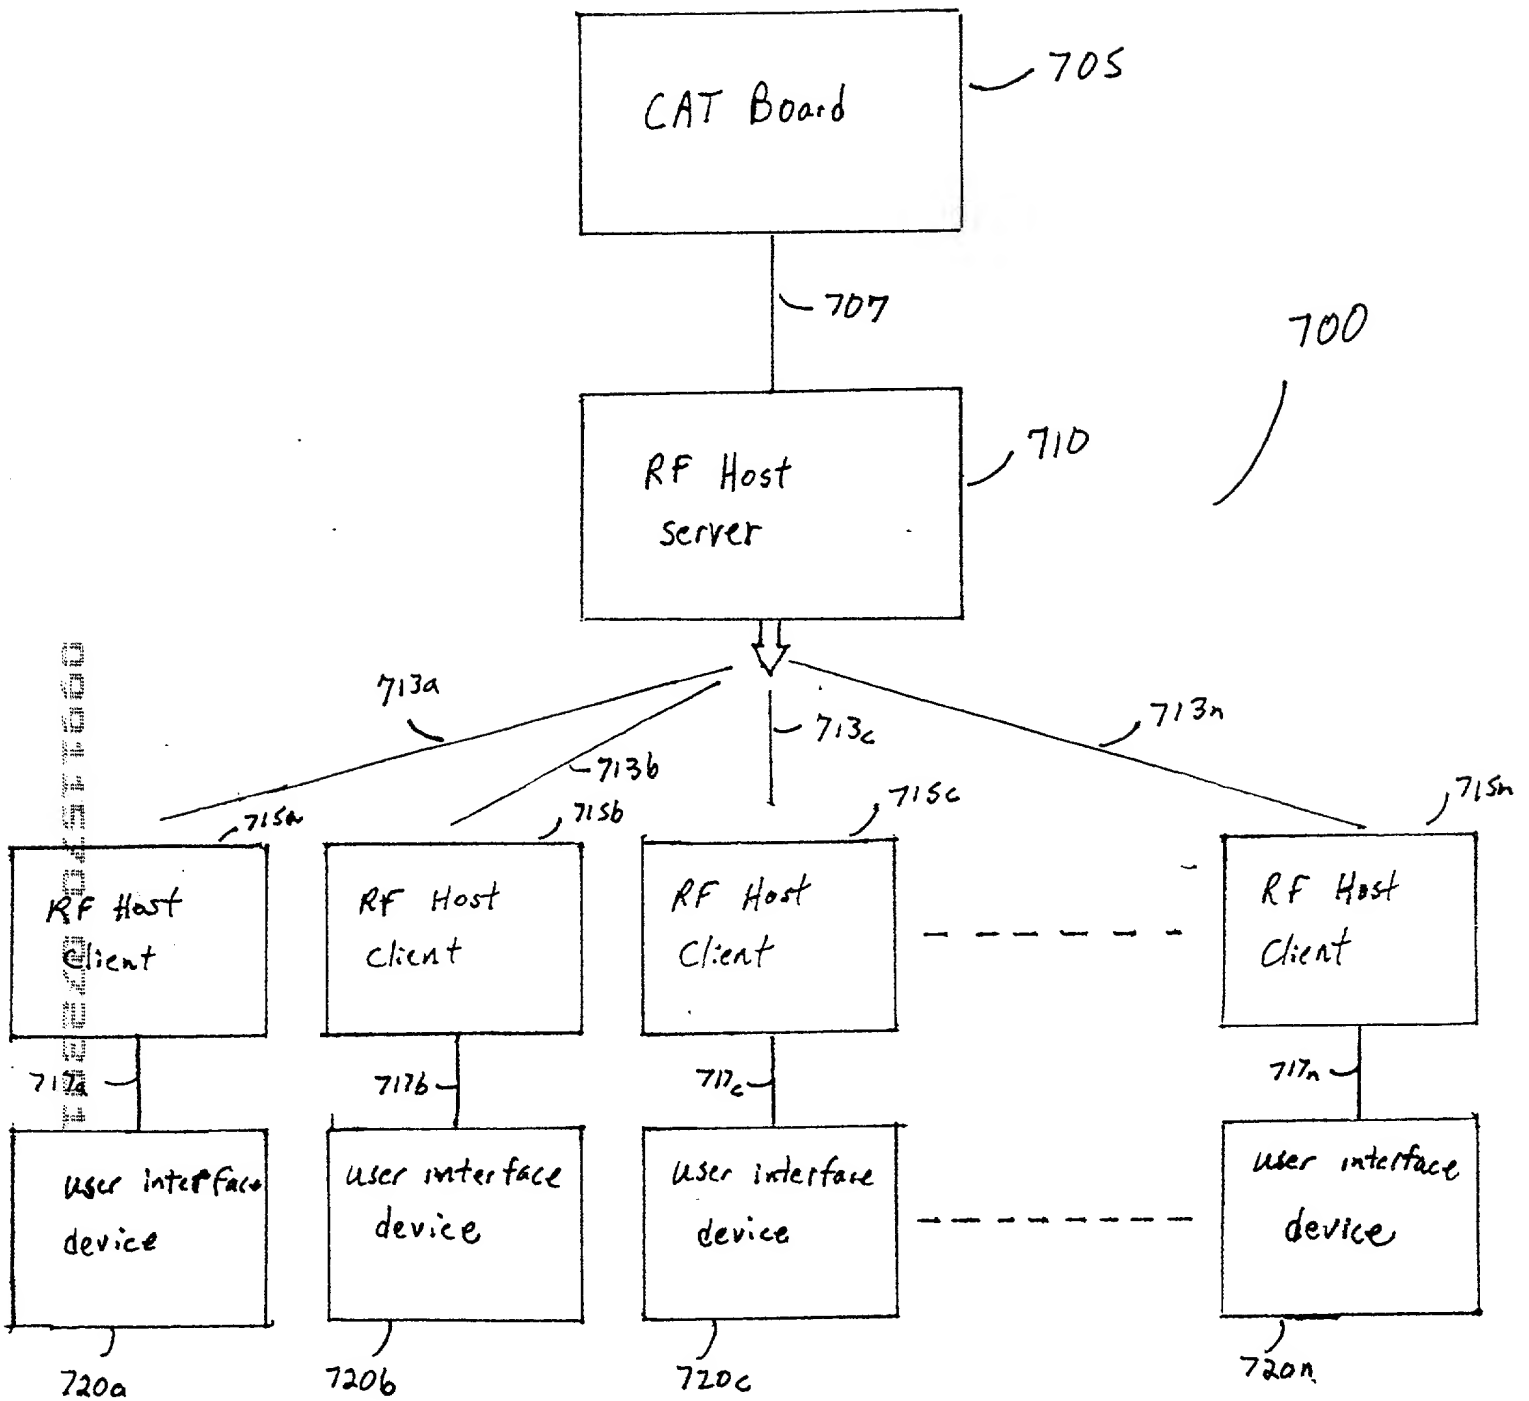 CAT Board
705
707
700
RF Host
server
710
713a
713b
713c
713n
715a
715b
715c
715n
RF Host
client
RF Host
client
RF Host
Client
RF Host
Client
717a
717b
717c
717n
user interface
device
user interface
device
user interface
device
user interface
device
720a
720b
720c
720n